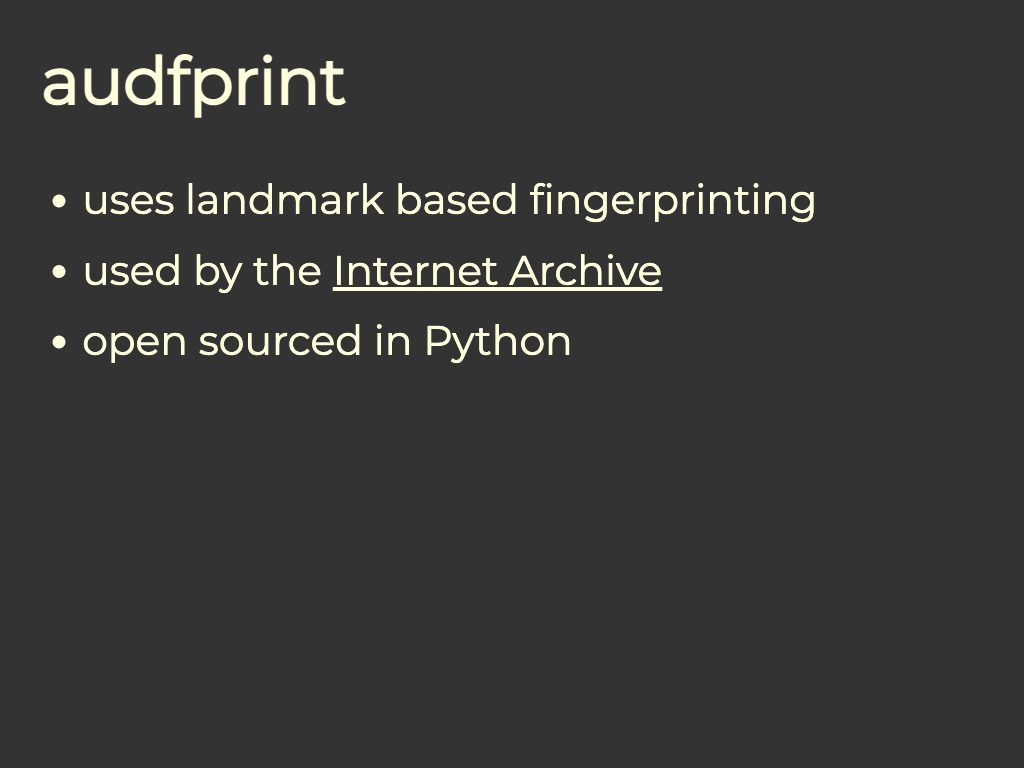 audfprint
• uses landmark based fingerprinting
• used by the Internet Archive
• open sourced in Python